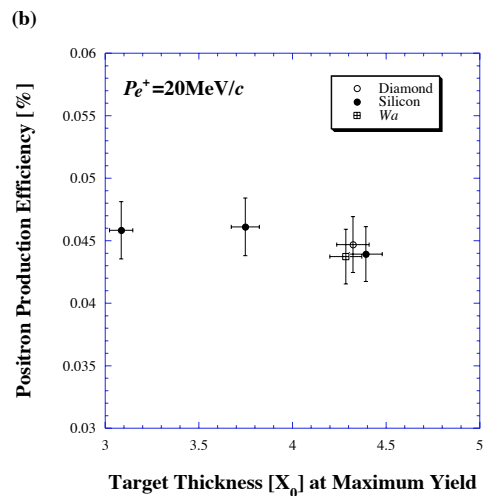 (b)
Pe⁺=20MeV/c
Diamond
Silicon
Wa
Positron Production Efficiency [%]
0.06
0.055
0.05
0.045
0.04
0.035
0.03
3
3.5
4
4.5
5
Target Thickness [X₀] at Maximum Yield